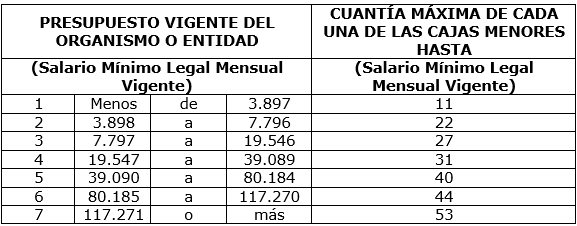 PRESUPUESTO VIGENTE DEL
ORGANISMO O ENTIDAD
CUANTÍA MÁXIMA DE CADA
UNA DE LAS CAJAS MENORES
HASTA
(Salario Mínimo Legal Mensual
Vigente)
(Salario Mínimo Legal
Mensual Vigente)
1 Menos de 3.897 11
2 3.898 a 7.796 22
3 7.797 a 19.546 27
4 19.547 a 39.089 31
5 39.090 a 80.184 40
6 80.185 a 117.270 44
7 117.271 o más 53